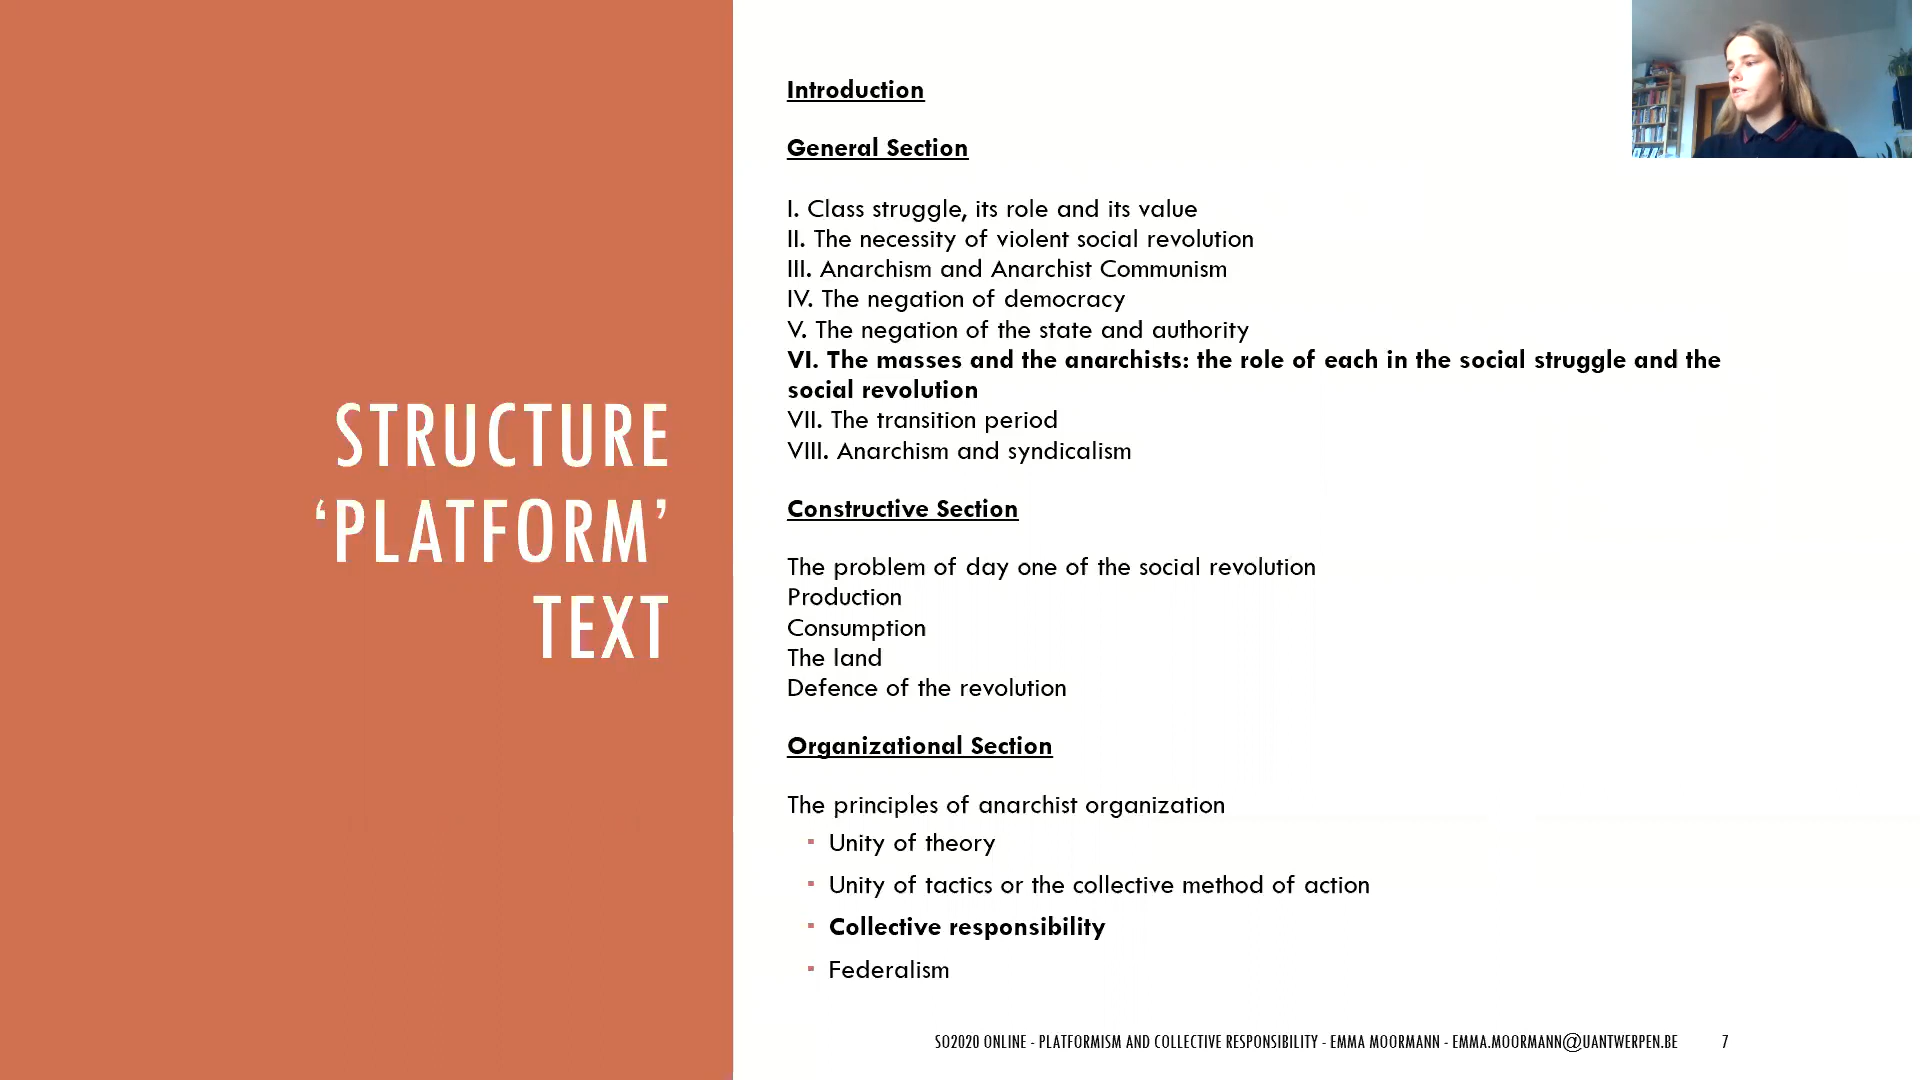 STRUCTURE
‘PLATFORM’
TEXT
Introduction
General Section
I. Class struggle, its role and its value
II. The necessity of violent social revolution
III. Anarchism and Anarchist Communism
IV. The negation of democracy
V. The negation of the state and authority
VI. The masses and the anarchists: the role of each in the social struggle and the
social revolution
VII. The transition period
VIII. Anarchism and syndicalism
Constructive Section
The problem of day one of the social revolution
Production
Consumption
The land
Defence of the revolution
Organizational Section
The principles of anarchist organization
▪ Unity of theory
▪ Unity of tactics or the collective method of action
▪ Collective responsibility
▪ Federalism
SO2020 ONLINE - PLATFORMISM AND COLLECTIVE RESPONSIBILITY - EMMA MOORMANN - EMMA.MOORMANN@UANTWERPEN.BE 7